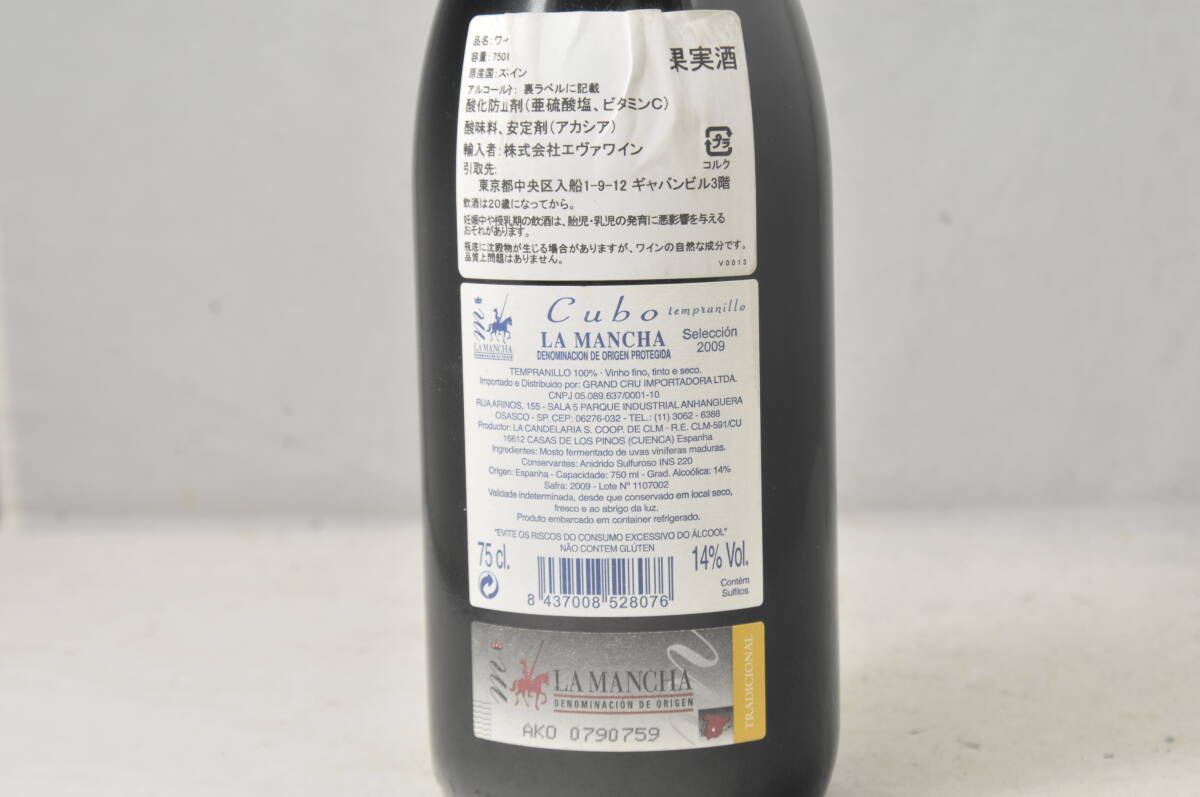 品名:ワイ
果実酒
容量:750
原産国:スペイン
アルコール分: 裏ラベルに記載
酸化防止剤(亜硫酸塩、ビタミンC)
酸味料、安定剤(アカシア)
輸入者:株式会社エヴァワイン
引取先:
プラ
コルク
東京都中央区入船1-9-12 ギャバンビル3階
飲酒は20歳になってから。
妊娠中や授乳期の飲酒は、胎児・乳児の発育に悪影響を与える
おそれがあります。
瓶底に沈殿物が生じる場合がありますが、ワインの自然な成分です。
品質上問題はありません。
V0013
m
LA MANCHA
DENOMINACIÓN DE ORIGEN
Cubo tempranillo
LA MANCHA
DENOMINACION DE ORIGEN PROTEGIDA
Selección
2009
TEMPRANILLO 100% · Vinho fino, tinto e seco.
Importado e Distribuido por: GRAND CRU IMPORTADORA LTDA.
CNPJ 05.089.637/0001-10
RUA ARINOS, 155 - SALA 5 PARQUE INDUSTRIAL ANHANGUERA
OSASCO - SP. CEP: 06276-032 - TEL.: (11) 3062 - 6388
Productor: LA CANDELARIA S. COOP. DE CLM · R.E. CLM-591/CU
16612 CASAS DE LOS PINOS (CUENCA) Espanha
Ingredientes: Mosto fermentado de uvas viníferas maduras.
Conservantes: Anidrido Sulfuroso INS 220
Origen: Espanha - Capacidade: 750 ml - Grad. Alcoólica: 14%
Safra: 2009 - Lote Nº 1107002
Validade indeterminada, desde que conservado em local seco,
fresco e ao abrigo da luz.
Produto embarcado em container refrigerado.
"EVITE OS RISCOS DO CONSUMO EXCESSIVO DO ÁLCOOL"
NÃO CONTEM GLÚTEN
75 cl.
14% Vol.
Contém
Sulfitos
8 437008 528076
m
LA MANCHA
DENOMINACIÓN DE ORIGEN
TRADICIONAL
AKO 0790759